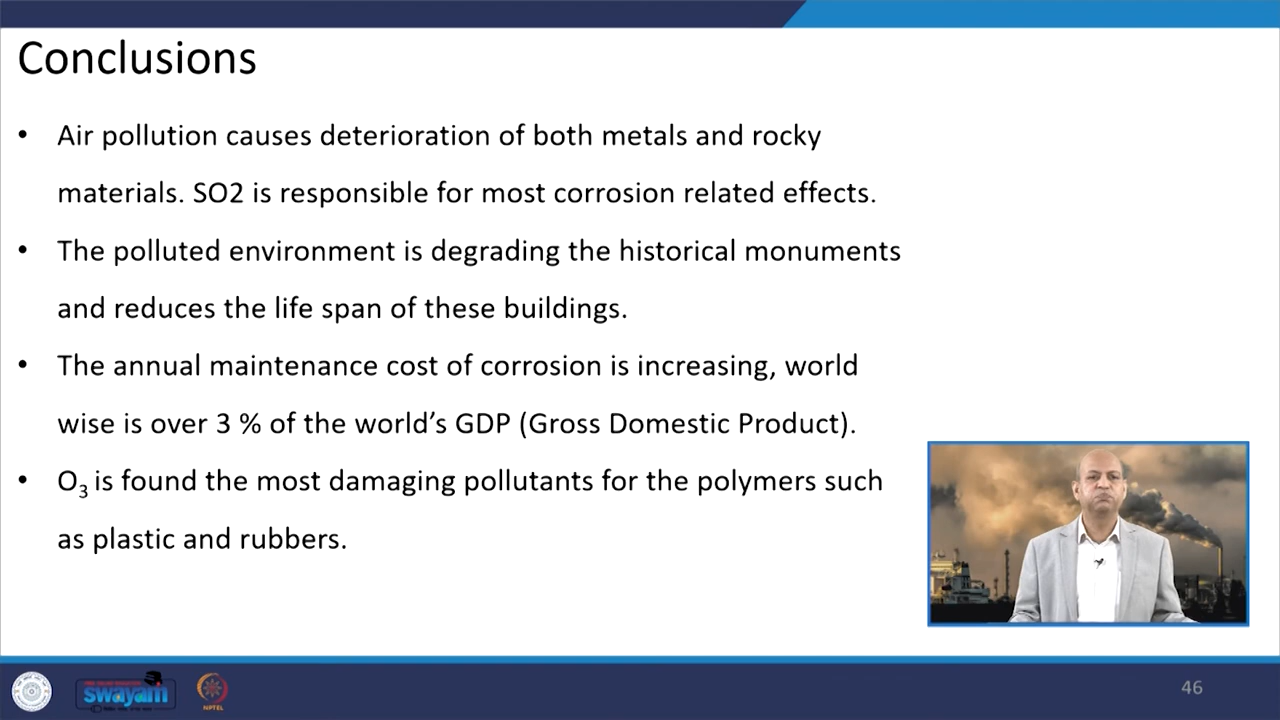 Conclusions
• Air pollution causes deterioration of both metals and rocky
materials. SO2 is responsible for most corrosion related effects.
• The polluted environment is degrading the historical monuments
and reduces the life span of these buildings.
• The annual maintenance cost of corrosion is increasing, world
wise is over 3 % of the world’s GDP (Gross Domestic Product).
• O₃ is found the most damaging pollutants for the polymers such
as plastic and rubbers.
swayam
NPTEL
46